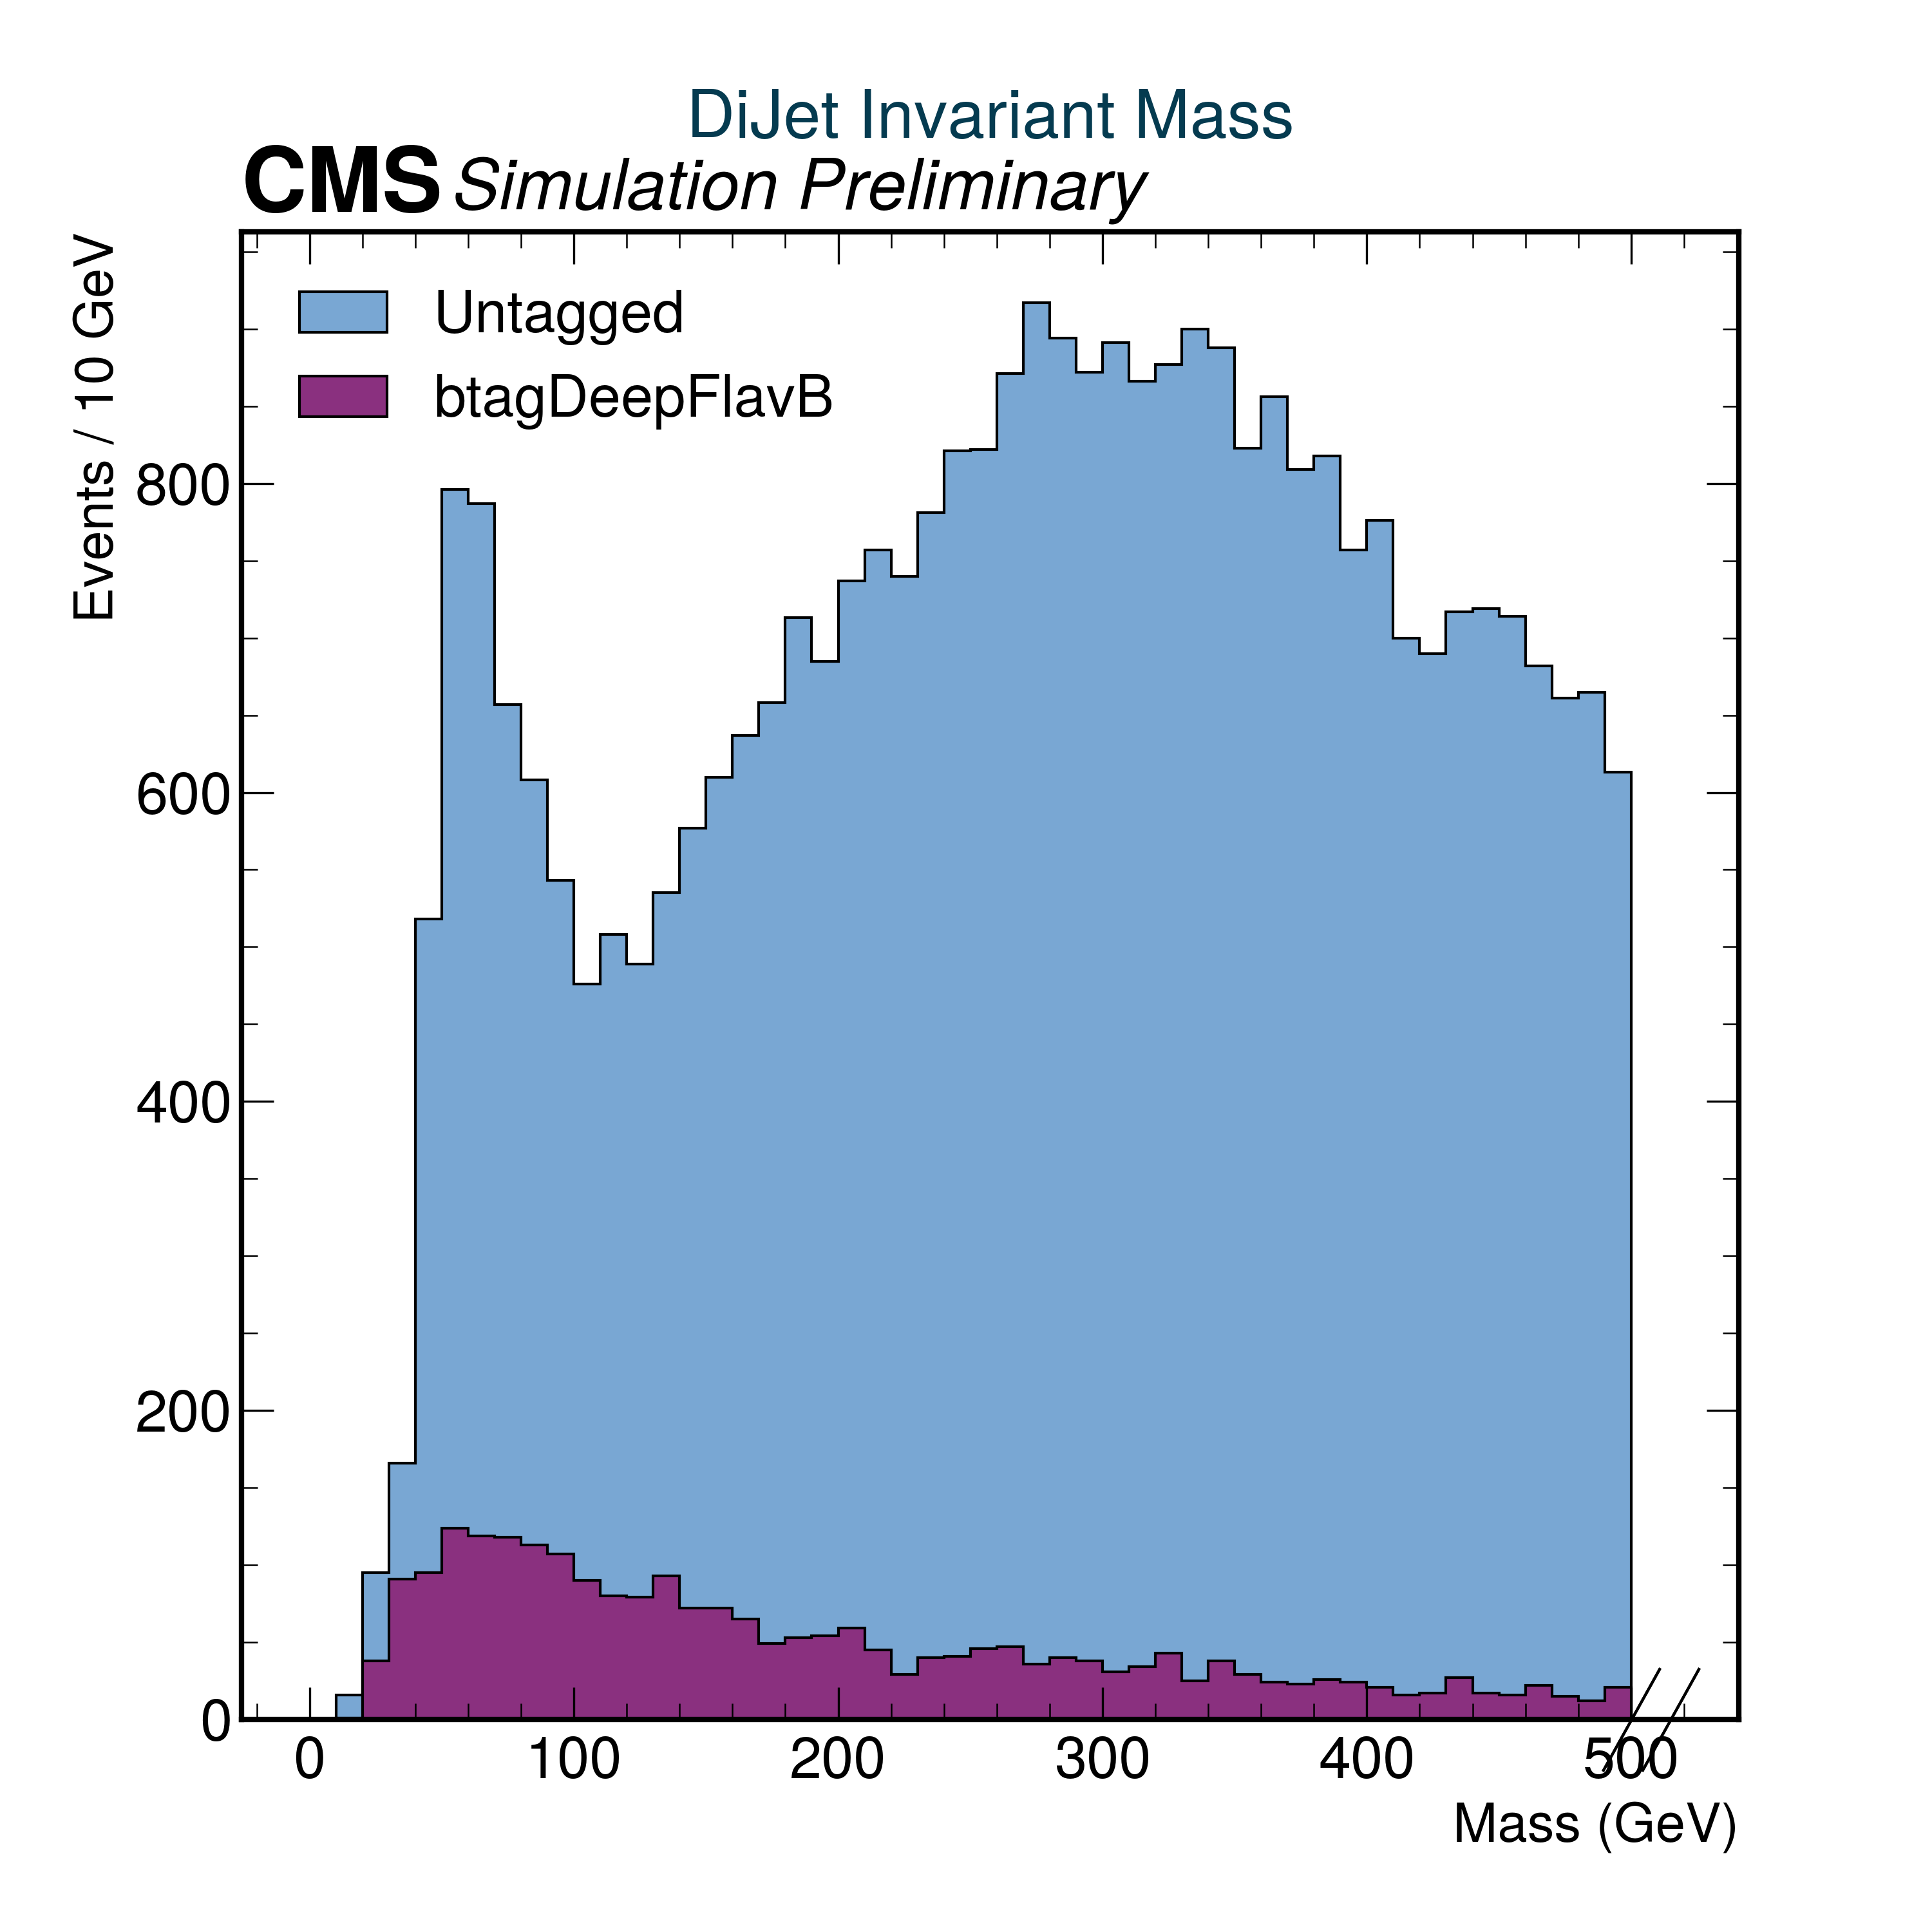 DiJet Invariant Mass
CMS Simulation Preliminary
Events / 10 GeV
Untagged
btagDeepFlavB
800
600
400
200
0
0 100 200 300 400 500
Mass (GeV)